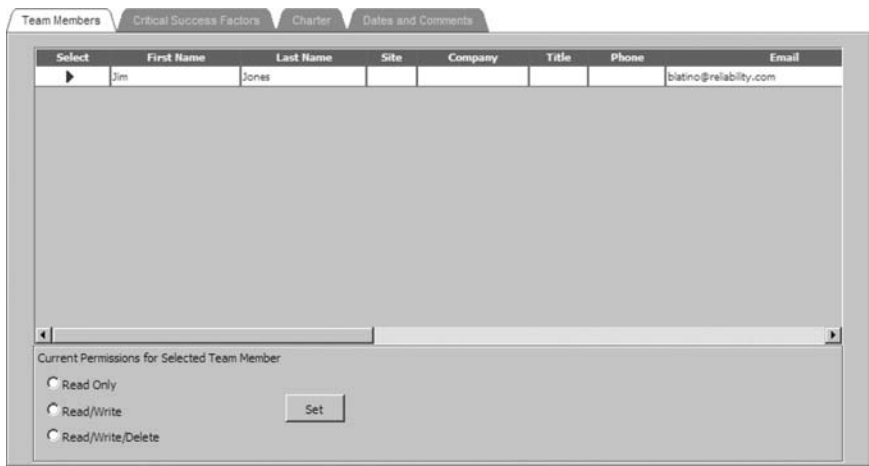 Team Members Critical Success Factors Charter Dates and Comments
Select First Name Last Name Site Company Title Phone Email
Jim Jones blatino@reliability.com
Current Permissions for Selected Team Member
Read Only
Read/Write Set
Read/Write/Delete